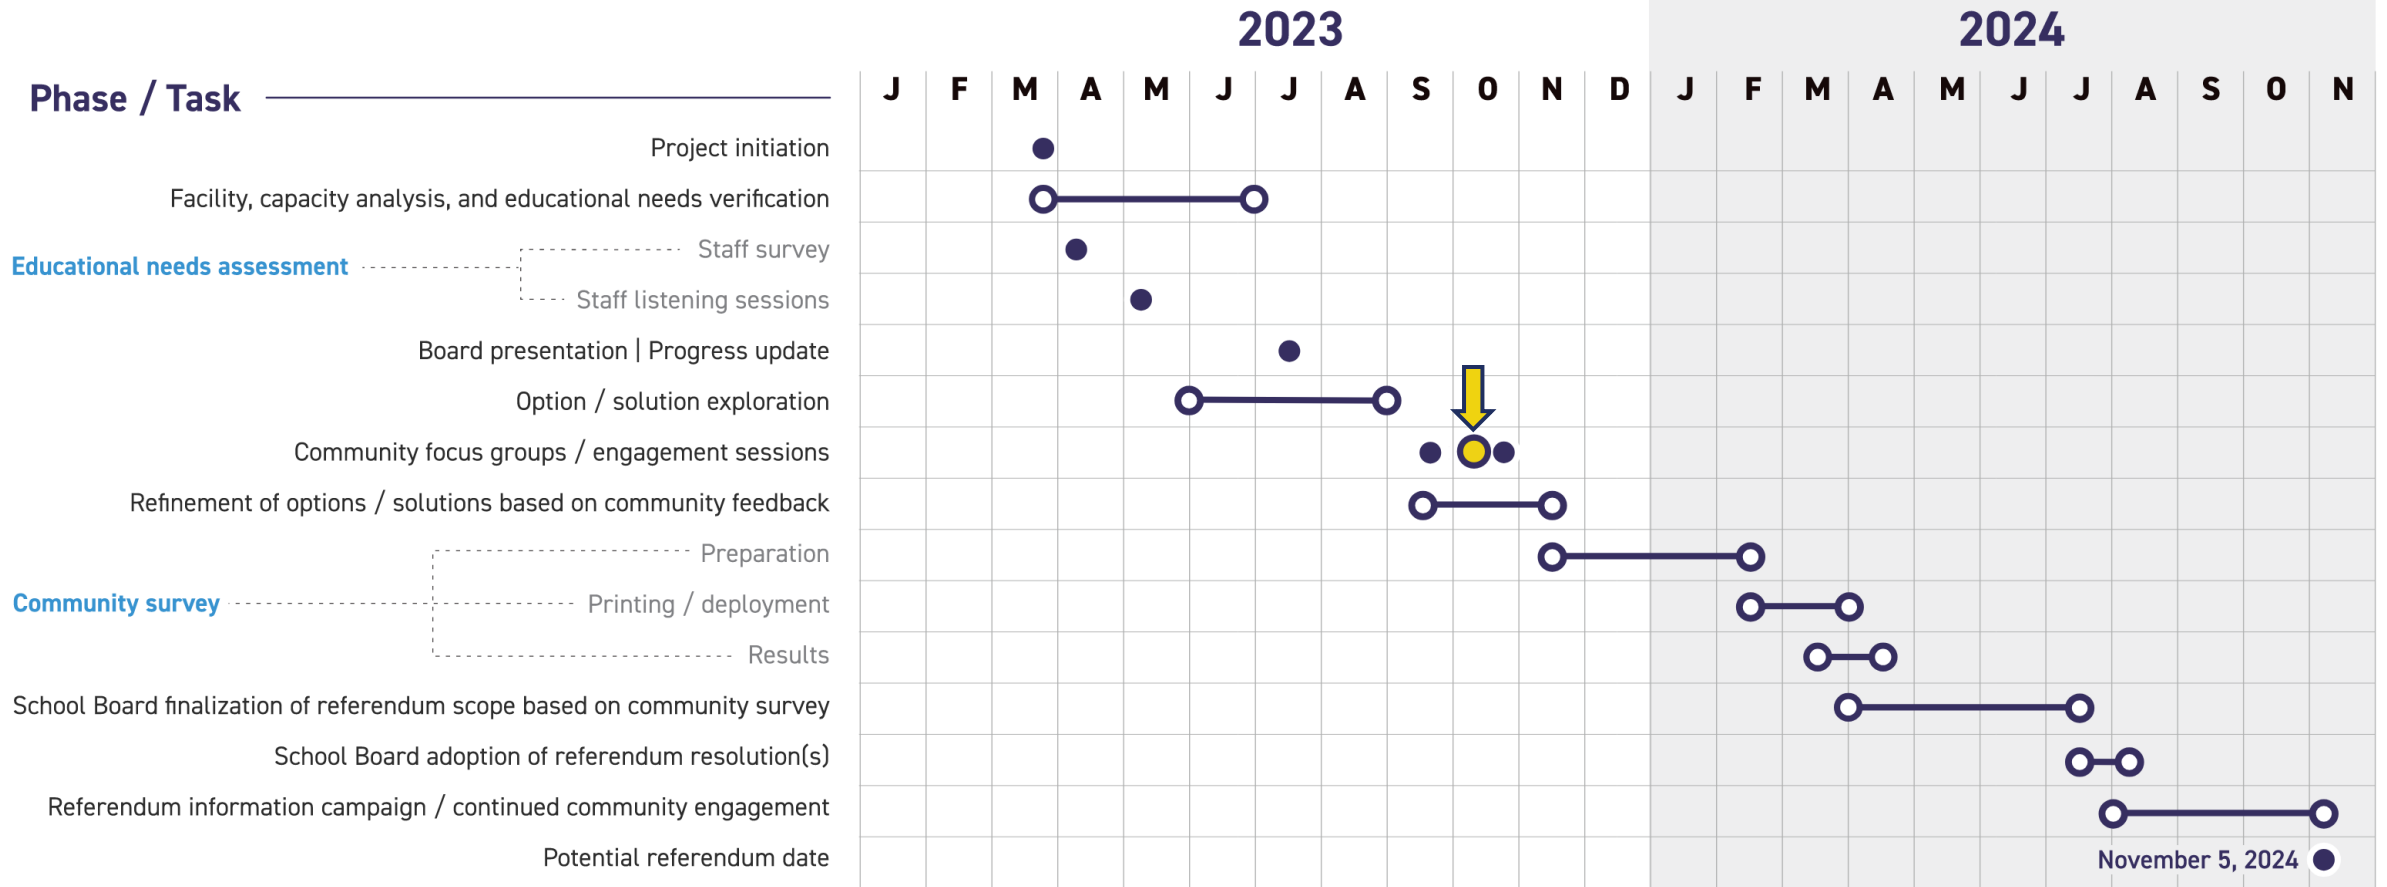 2023 2024
Phase / Task J F M A M J J A S O N D J F M A M J J A S O N
Project initiation
Facility, capacity analysis, and educational needs verification
Staff survey
Educational needs assessment
Staff listening sessions
Board presentation | Progress update
Option / solution exploration
Community focus groups / engagement sessions
Refinement of options / solutions based on community feedback
Preparation
Community survey Printing / deployment
Results
School Board finalization of referendum scope based on community survey
School Board adoption of referendum resolution(s)
Referendum information campaign / continued community engagement
Potential referendum date November 5, 2024